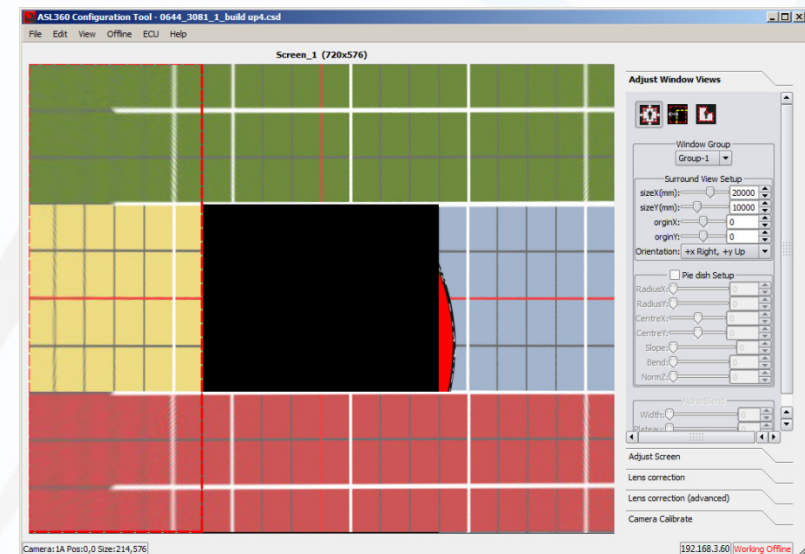 ASL360 Configuration Tool - 0644_3081_1_build up4.csd
File Edit View Offline ECU Help
Screen_1 (720x576)
Adjust Window Views
Window Group
Group-1
Surround View Setup
sizeX(mm): 20000
sizeY(mm): 10000
orginX: 0
orginY: 0
Orientation: +x Right, +y Up
Pie dish Setup
RadiusX: 0
RadiusY: 0
CentreX: 0
CentreY: 0
Slope: 0
Bend: 0
NormZ: 0
Width: 0
Plateau: 0
Adjust Screen
Lens correction
Lens correction (advanced)
Camera Calibrate
Camera:1A Pos:0,0 Size:214,576
192.168.3.60 Working Offline